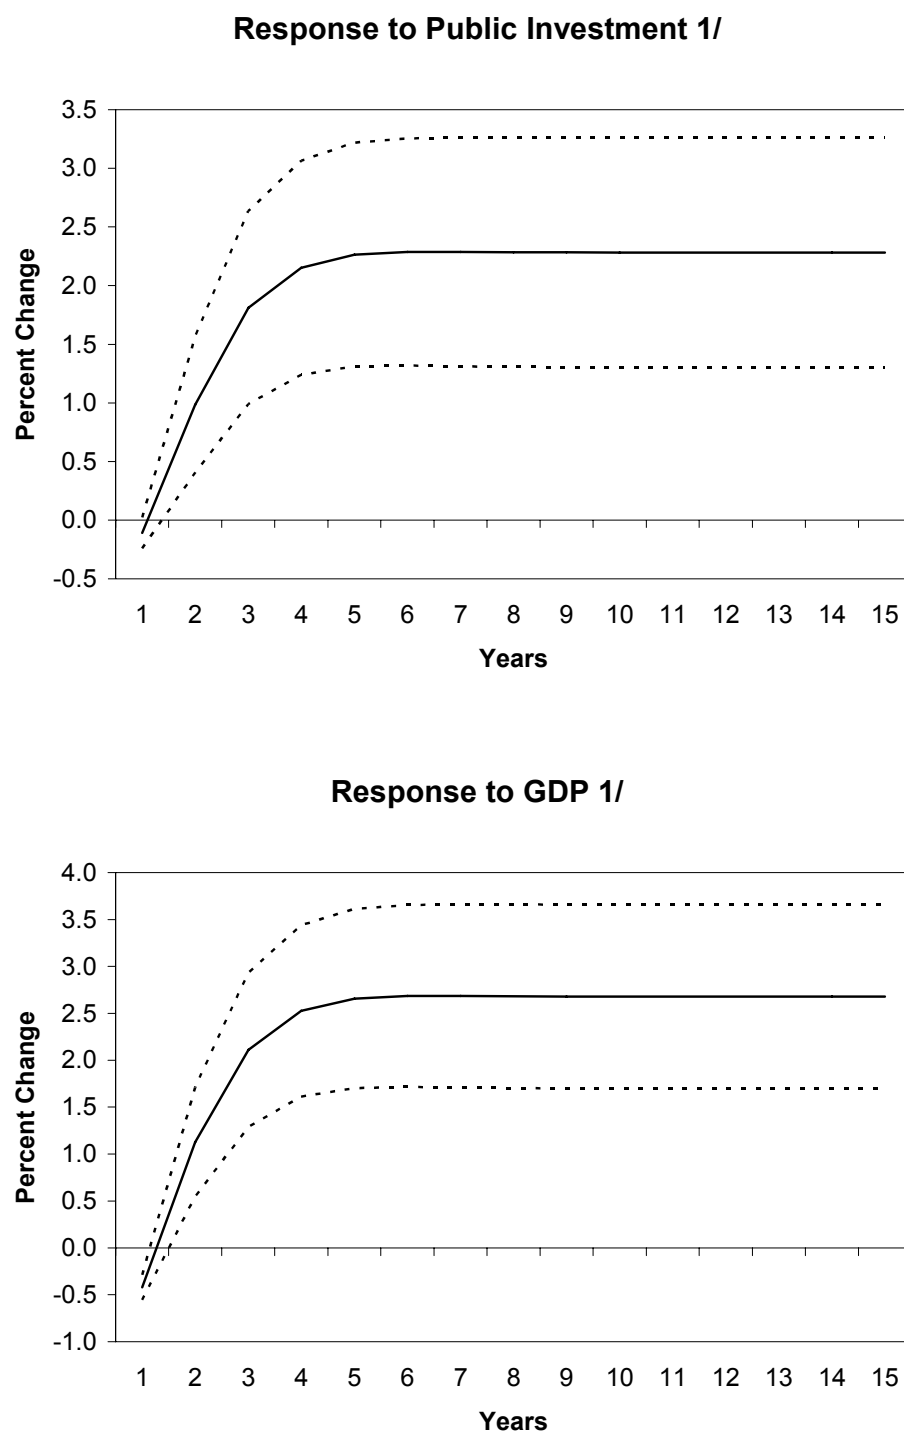 Response to Public Investment 1/
3.5
3.0
2.5
2.0
1.5
1.0
0.5
0.0
-0.5
Percent Change
1 2 3 4 5 6 7 8 9 10 11 12 13 14 15
Years
Response to GDP 1/
4.0
3.5
3.0
2.5
2.0
1.5
1.0
0.5
0.0
-0.5
-1.0
Percent Change
1 2 3 4 5 6 7 8 9 10 11 12 13 14 15
Years